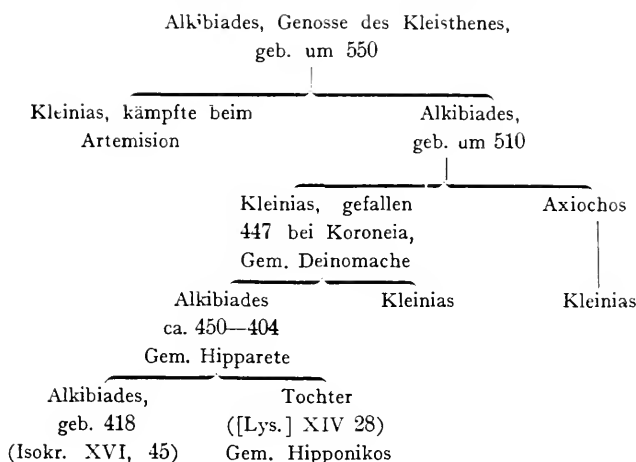 Alkibiades, Genosse des Kleisthenes,
geb. um 550
Kleinias, kämpfte beim
Artemision
Alkibiades,
geb. um 510
Kleinias, gefallen
447 bei Koroneia,
Gem. Deinomache
Axiochos
Alkibiades
ca. 450—404
Gem. Hipparete
Kleinias
Kleinias
Alkibiades,
geb. 418
(Isokr. XVI, 45)
Tochter
([Lys.] XIV 28)
Gem. Hipponikos